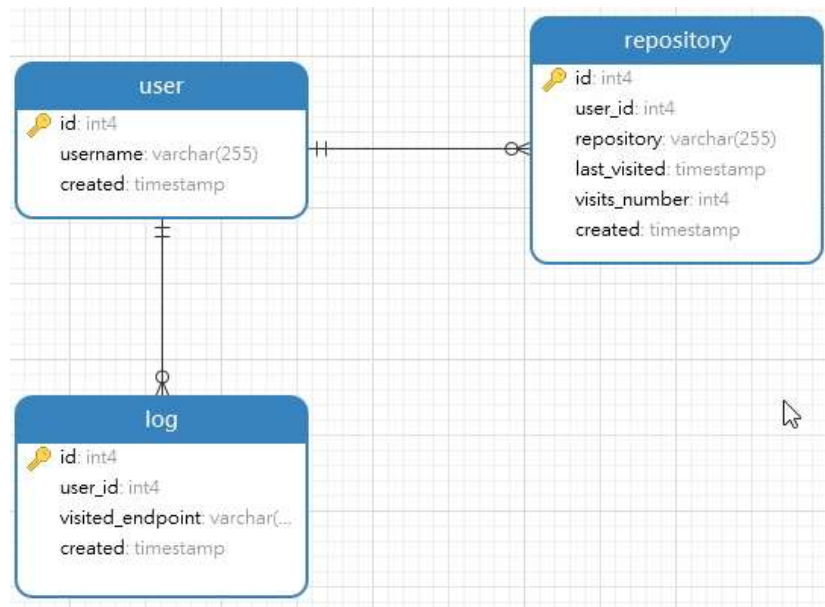 user
id: int4
username: varchar(255)
created: timestamp
repository
id: int4
user_id: int4
repository: varchar(255)
last_visited: timestamp
visits_number: int4
created: timestamp
log
id: int4
user_id: int4
visited_endpoint: varchar(...
created: timestamp